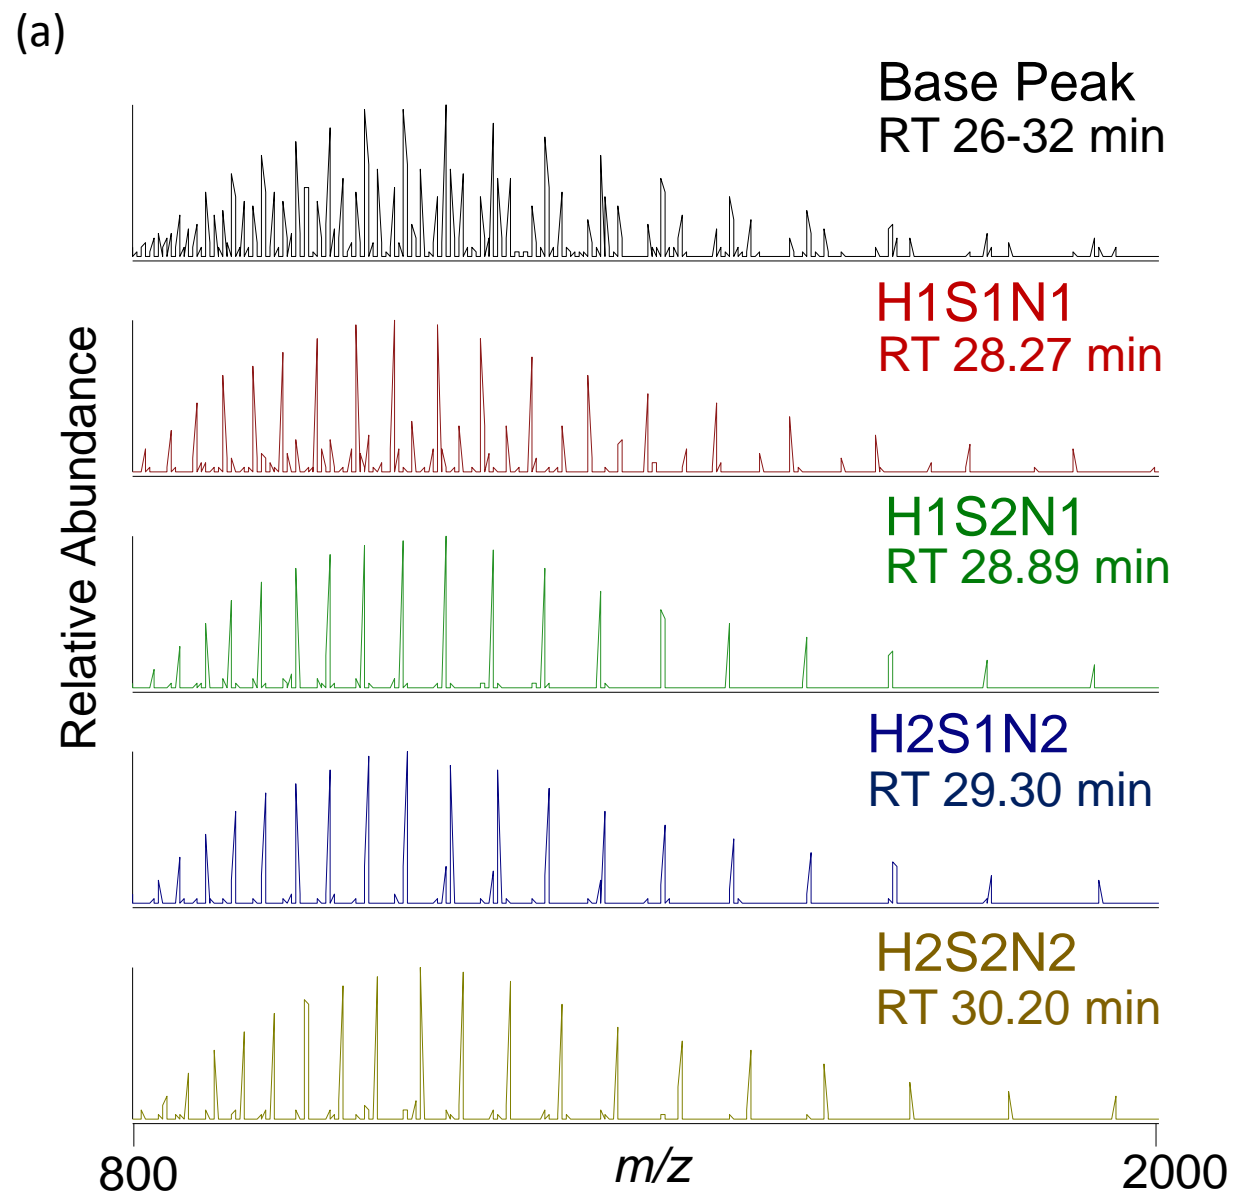 (a)
Base Peak
RT 26-32 min
H1S1N1
RT 28.27 min
Relative Abundance
H1S2N1
RT 28.89 min
H2S1N2
RT 29.30 min
H2S2N2
RT 30.20 min
800
m/z
2000